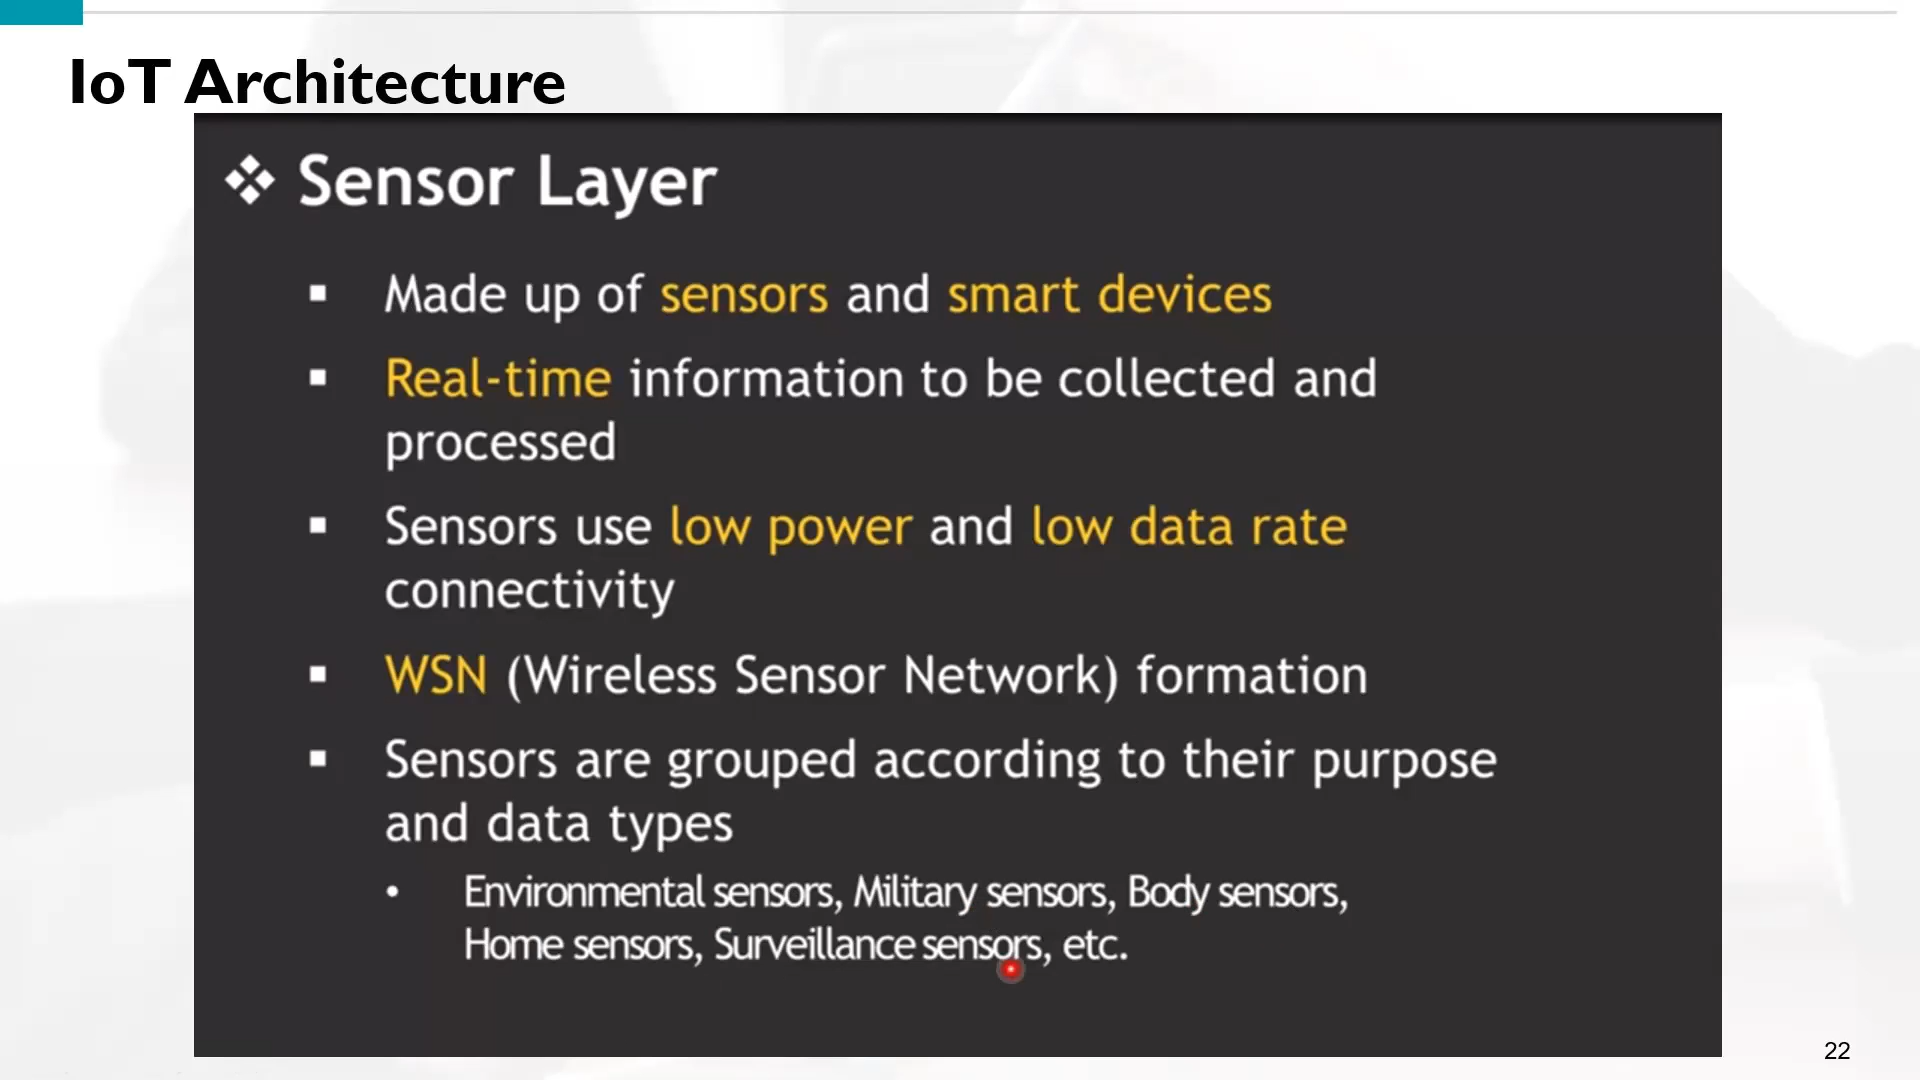 IoT Architecture
❖ Sensor Layer
▪ Made up of sensors and smart devices
▪ Real-time information to be collected and
processed
▪ Sensors use low power and low data rate
connectivity
▪ WSN (Wireless Sensor Network) formation
▪ Sensors are grouped according to their purpose
and data types
• Environmental sensors, Military sensors, Body sensors,
Home sensors, Surveillance sensors, etc.
22